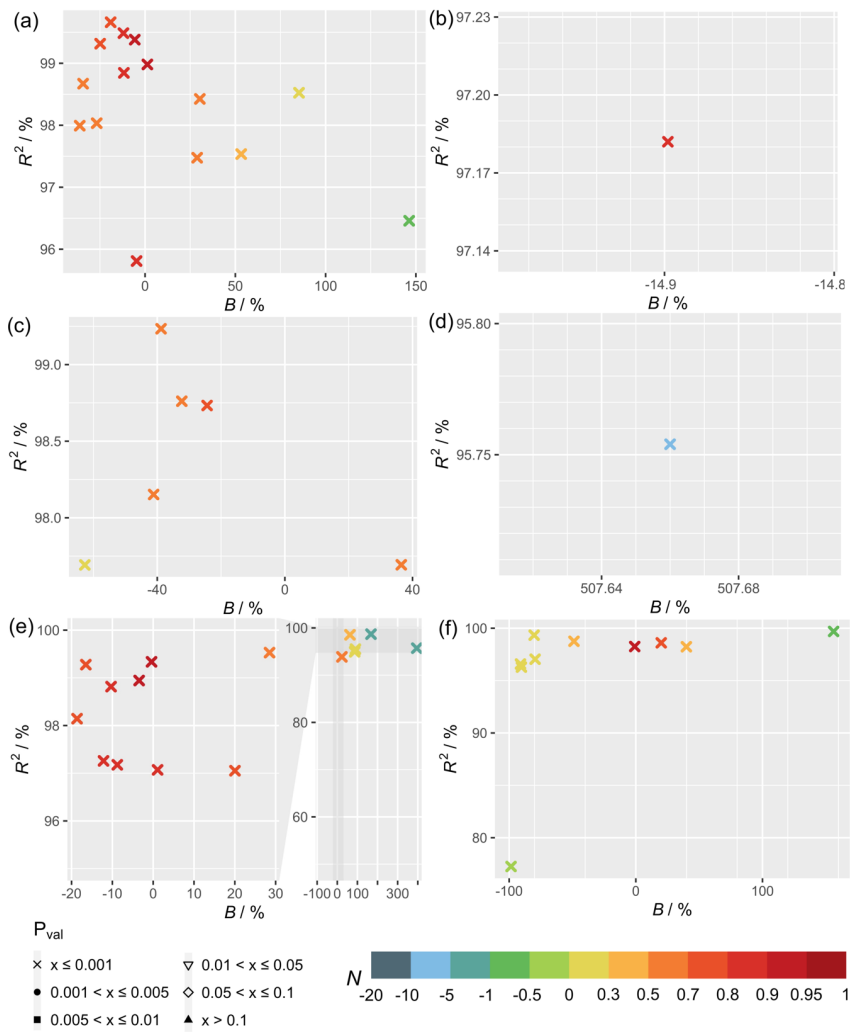 (a)
99
98
97
96
R² / %
0
50
100
150
B / %
(b)
97.23
97.20
97.17
97.14
R² / %
-14.9
-14.8
B / %
(c)
99.0
98.5
98.0
R² / %
-40
0
40
B / %
(d)
95.80
95.75
R² / %
507.64
507.68
B / %
(e)
100
98
96
R² / %
-20
-10
0
10
20
30
100
80
60
-100
0
100
300
B / %
(f)
100
90
80
R² / %
-100
0
100
B / %
Pval
x ≤ 0.001
0.01 < x ≤ 0.05
0.001 < x ≤ 0.005
0.05 < x ≤ 0.1
0.005 < x ≤ 0.01
x > 0.1
N
-20 -10 -5 -1 -0.5 0 0.3 0.5 0.7 0.8 0.9 0.95 1